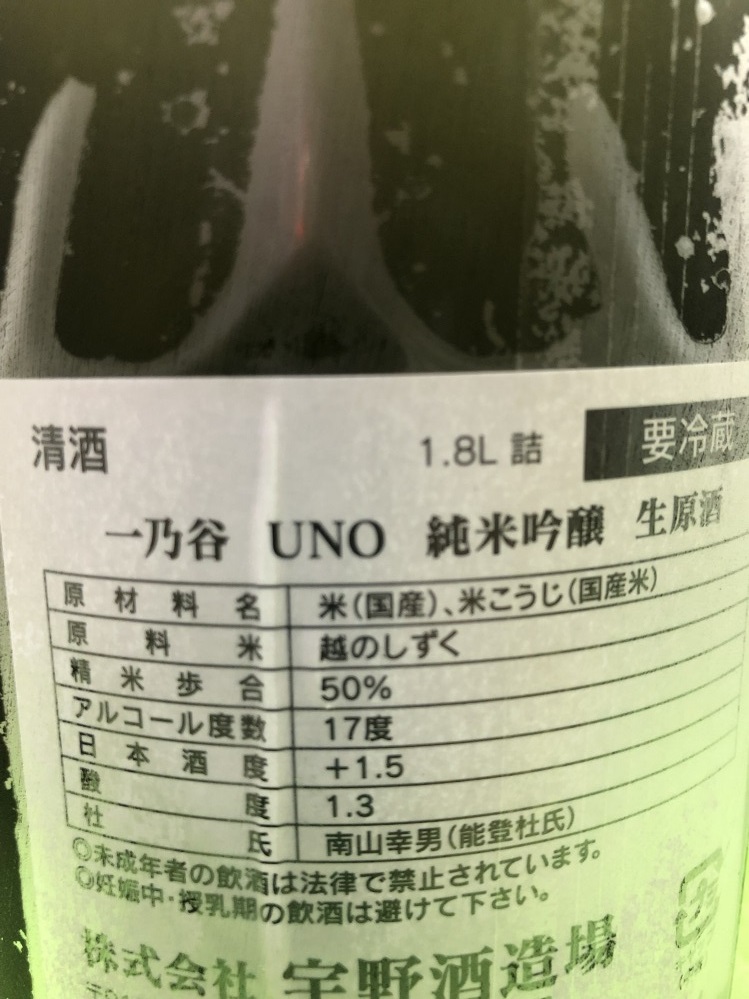 清酒 1.8L 詰 要冷蔵
一乃谷 UNO 純米吟醸 生原酒
原材料名 米(国産)、米こうじ(国産米)
原料米 越のしずく
精米歩合 50%
アルコール度数 17度
日本酒度 +1.5
酸度 1.3
杜氏 南山幸男(能登杜氏)
◎未成年者の飲酒は法律で禁止されています。
◎妊娠中・授乳期の飲酒は避けて下さい。
株式会社 宇野酒造場